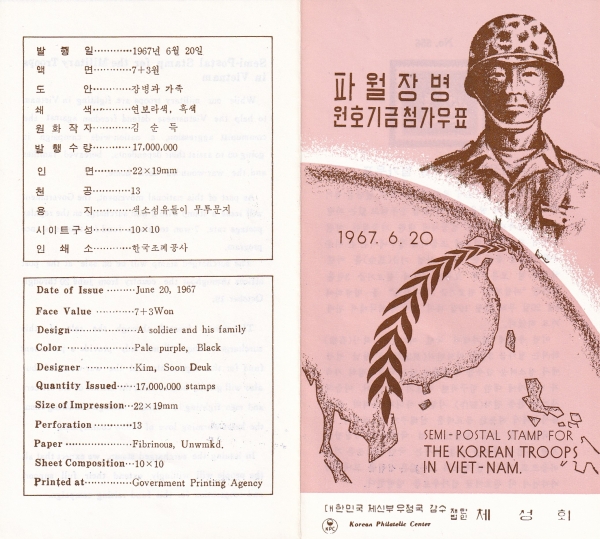 발 행 일············1967년 6월 20일
액 면············7+3원
도 안············장병과 가족
쇄 색············연보라색, 흑색
원 화 작 자············김 순 득
발 행 수 량············17,000,000
인 면············22×19mm
천 공············13
용 지············색소섬유들이 무투문지
시이트구성············10×10
인 쇄 소············한국조폐공사
Date of Issue ·········June 20, 1967
Face Value ············7+3Won
Design··················A soldier and his family
Color ··················Pale purple, Black
Designer ············Kim, Soon Deuk
Quantity Issued···17,000,000 stamps
Size of Impression···22×19mm
Perforation············13
Paper ··················Fibrinous, Unwmkd.
Sheet Composition···10×10
Printed at············Government Printing Agency
파월장병
원호기금첨가우표
1967. 6. 20
SEMI-POSTAL STAMP FOR
THE KOREAN TROOPS
IN VIET-NAM.
대한민국 체신부우정국 감수 재단법인 체 성 회
KPC
Korean Philatelic Center